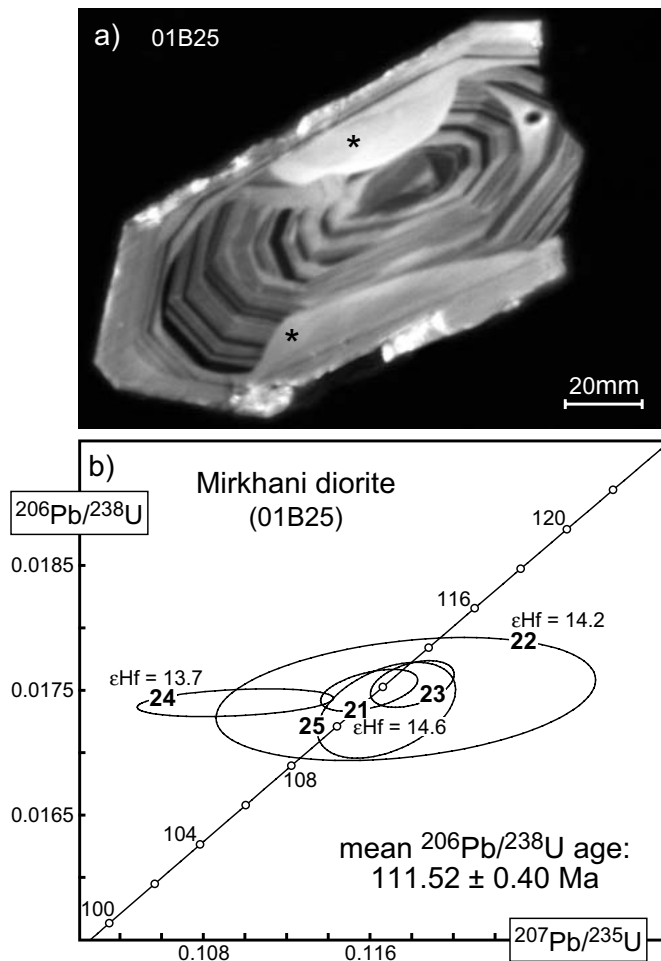 a) 01B25
*
*
20mm
b)
Mirkhani diorite
(01B25)
²⁰⁶Pb/²³⁸U
120
0.0185
116
εHf = 14.2
22
εHf = 13.7
24
0.0175
23
21
25
εHf = 14.6
108
0.0165
104
mean ²⁰⁶Pb/²³⁸U age:
111.52 ± 0.40 Ma
100
²⁰⁷Pb/²³⁵U
0.108
0.116